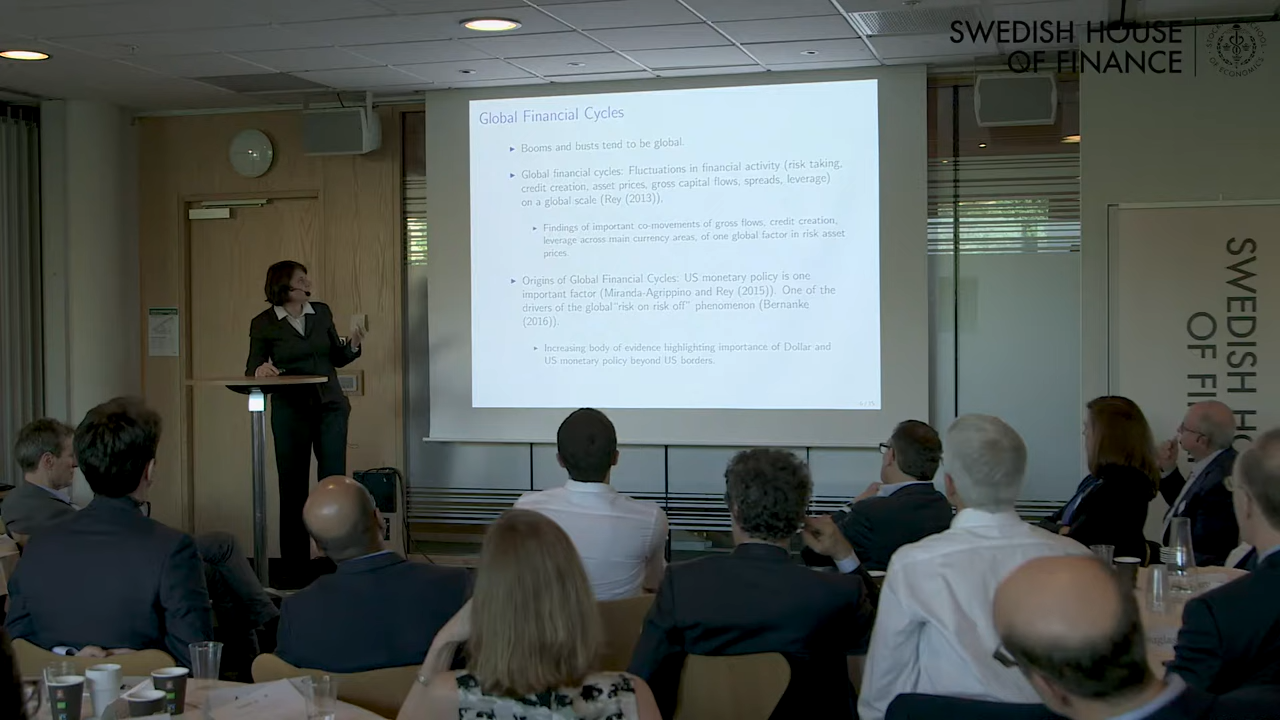 SWEDISH HOUSE
OF FINANCE
Global Financial Cycles
Booms and busts tend to be global.
Global financial cycles: Fluctuations in financial activity (risk taking,
credit creation, asset prices, gross capital flows, spreads, leverage)
on a global scale (Rey (2013)).
Findings of important co-movements of gross flows, credit creation,
leverage across main currency areas, of one global factor in risk asset
prices.
Origins of Global Financial Cycles: US monetary policy is one
important factor (Miranda-Agrippino and Rey (2015)). One of the
drivers of the global"risk on risk off" phenomenon (Bernanke
(2016)).
Increasing body of evidence highlighting importance of Dollar and
US monetary policy beyond US borders.
SWEDISH HO
OF FI